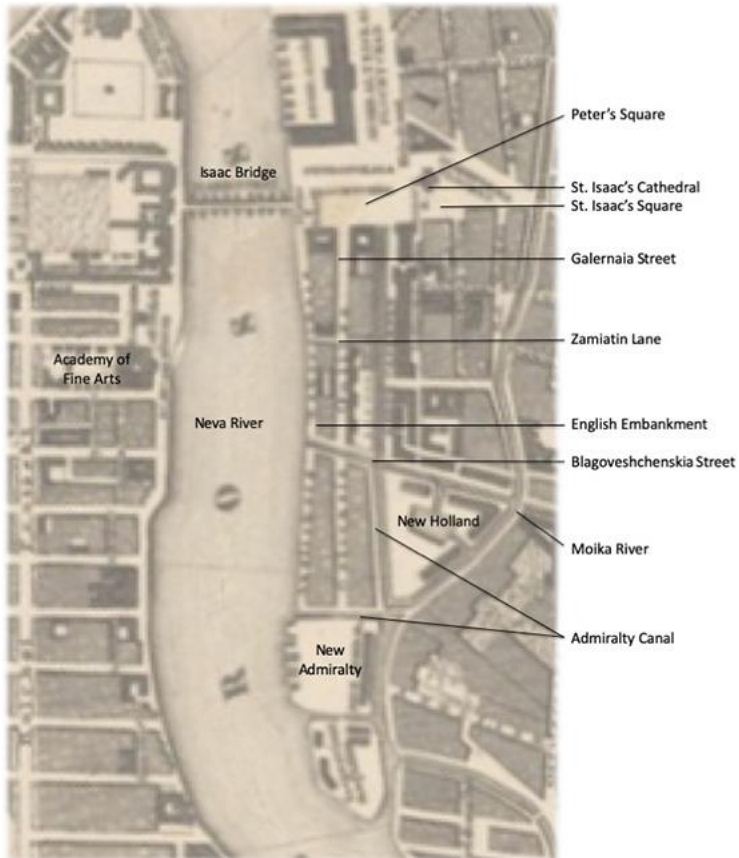 Peter's Square
Isaac Bridge
St. Isaac's Cathedral
St. Isaac's Square
Galernaia Street
Zamiatin Lane
Academy of
Fine Arts
Neva River
English Embankment
Blagoveshchenskia Street
New Holland
Moika River
Admiralty Canal
New
Admiralty
R